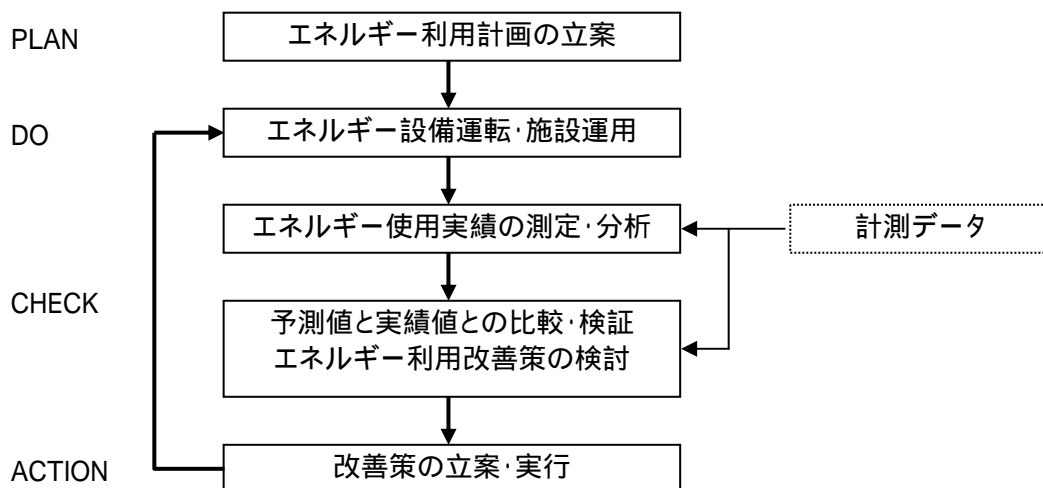 PLAN
エネルギー利用計画の立案
DO
エネルギー設備運転･施設運用
エネルギー使用実績の測定･分析
計測データ
CHECK
予測値と実績値との比較･検証
エネルギー利用改善策の検討
ACTION
改善策の立案･実行